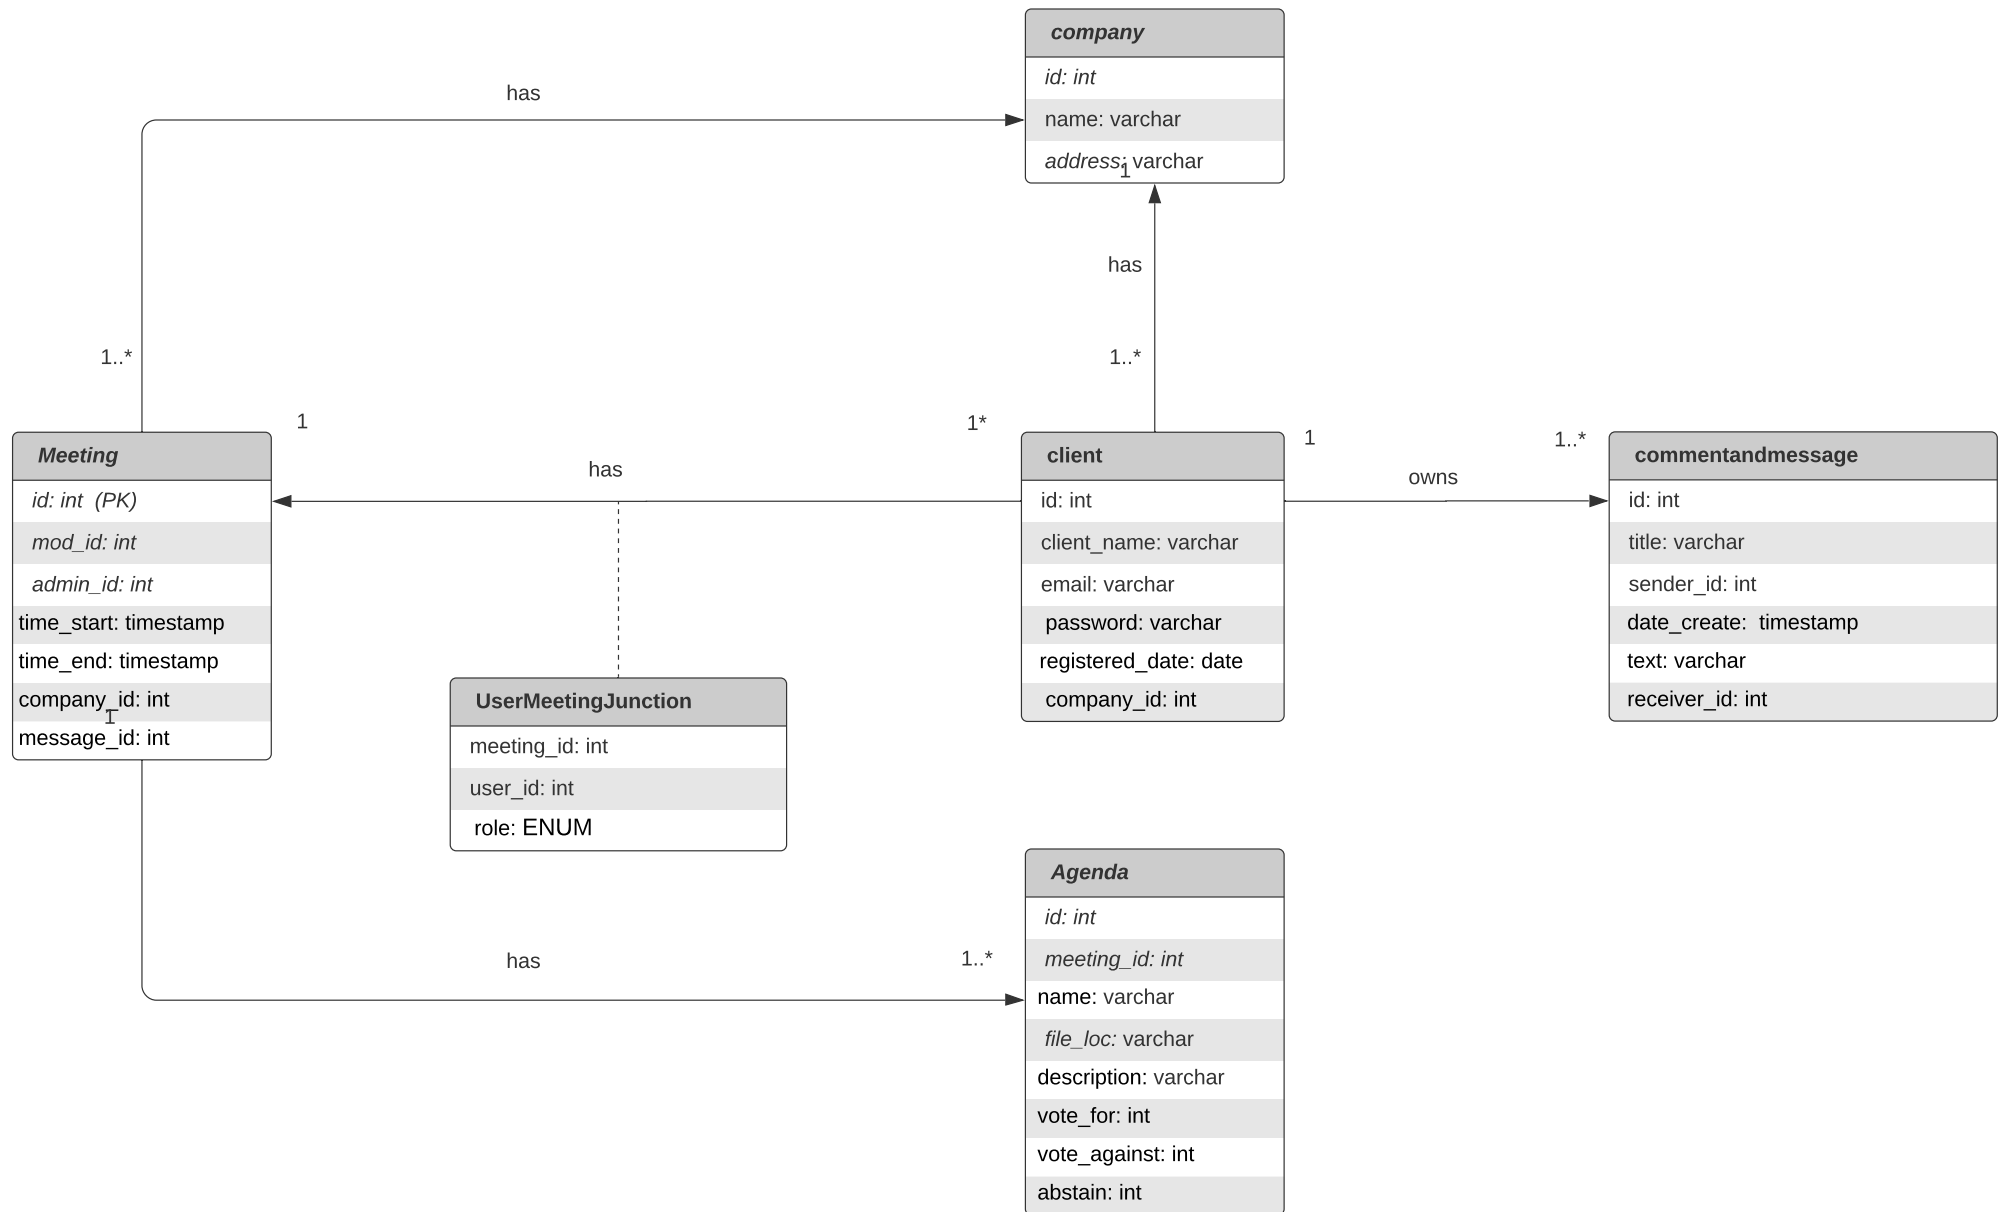 company
id: int
name: varchar
address: varchar
1
has
has
1..*
1..*
Meeting
id: int (PK)
mod_id: int
admin_id: int
time_start: timestamp
time_end: timestamp
company_id: int
1
message_id: int
1
has
1*
client
id: int
client_name: varchar
email: varchar
password: varchar
registered_date: date
company_id: int
1
owns
1..*
commentandmessage
id: int
title: varchar
sender_id: int
date_create: timestamp
text: varchar
receiver_id: int
UserMeetingJunction
meeting_id: int
user_id: int
role: ENUM
has
1..*
Agenda
id: int
meeting_id: int
name: varchar
file_loc: varchar
description: varchar
vote_for: int
vote_against: int
abstain: int